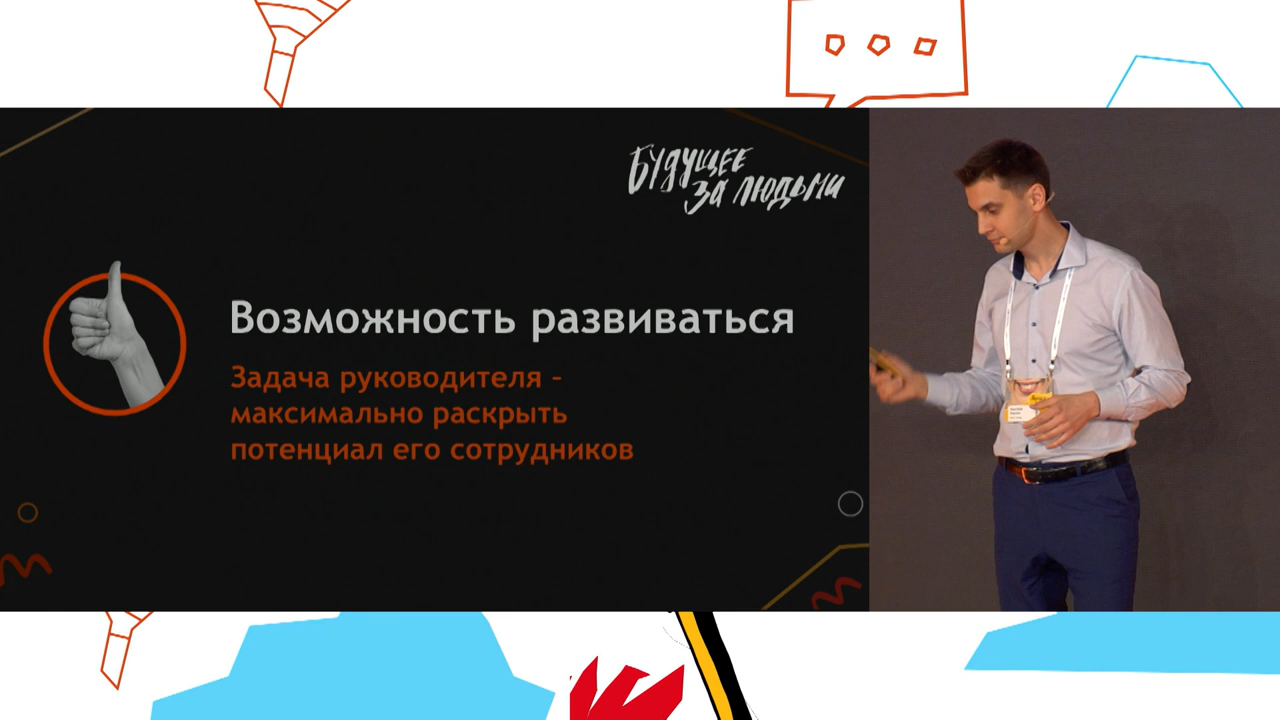 БУДУЩЕЕ
ЗА ЛЮДЬМИ
Возможность развиваться
Задача руководителя –
максимально раскрыть
потенциал его сотрудников